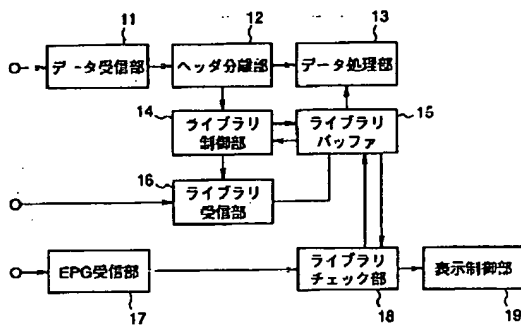 11
12
13
データ受信部
ヘッダ分離部
データ処理部
14
15
ライブラリ
制御部
ライブラリ
バッファ
16
ライブラリ
受信部
EPG受信部
ライブラリ
チェック部
表示制御部
17
18
19